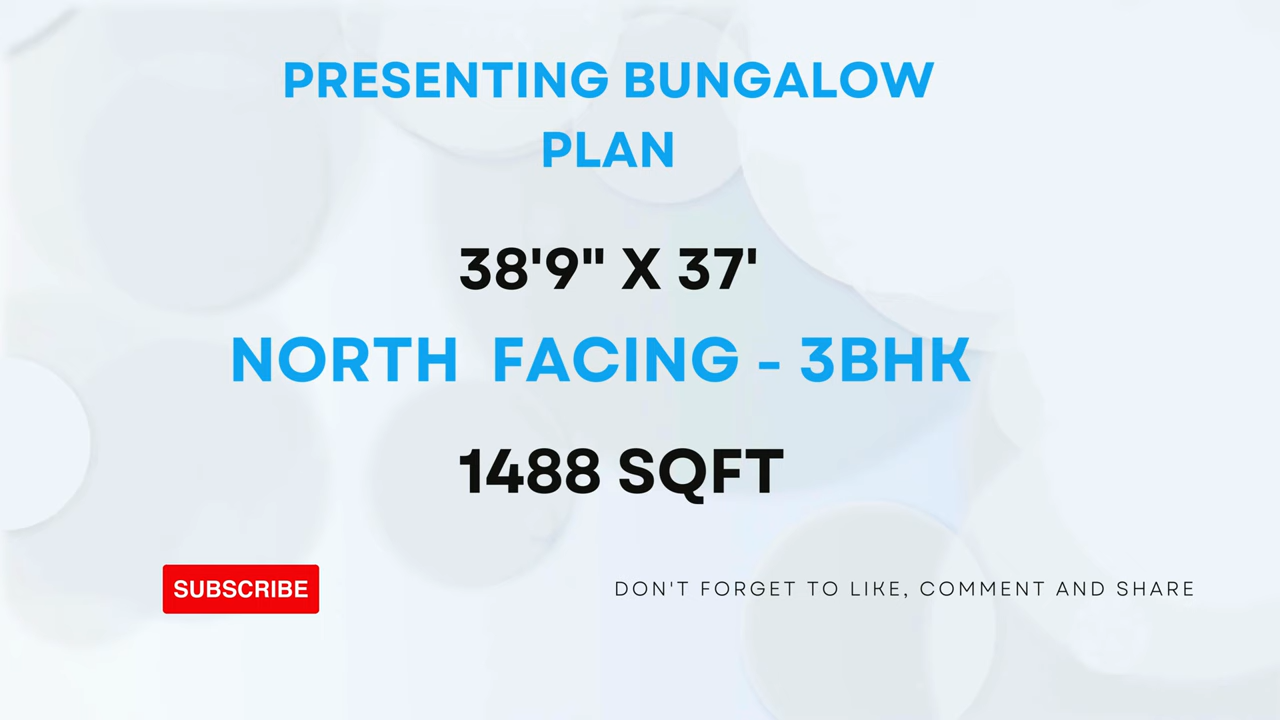 PRESENTING BUNGALOW
PLAN
38'9" X 37'
NORTH FACING - 3BHK
1488 SQFT
SUBSCRIBE
DON'T FORGET TO LIKE, COMMENT AND SHARE